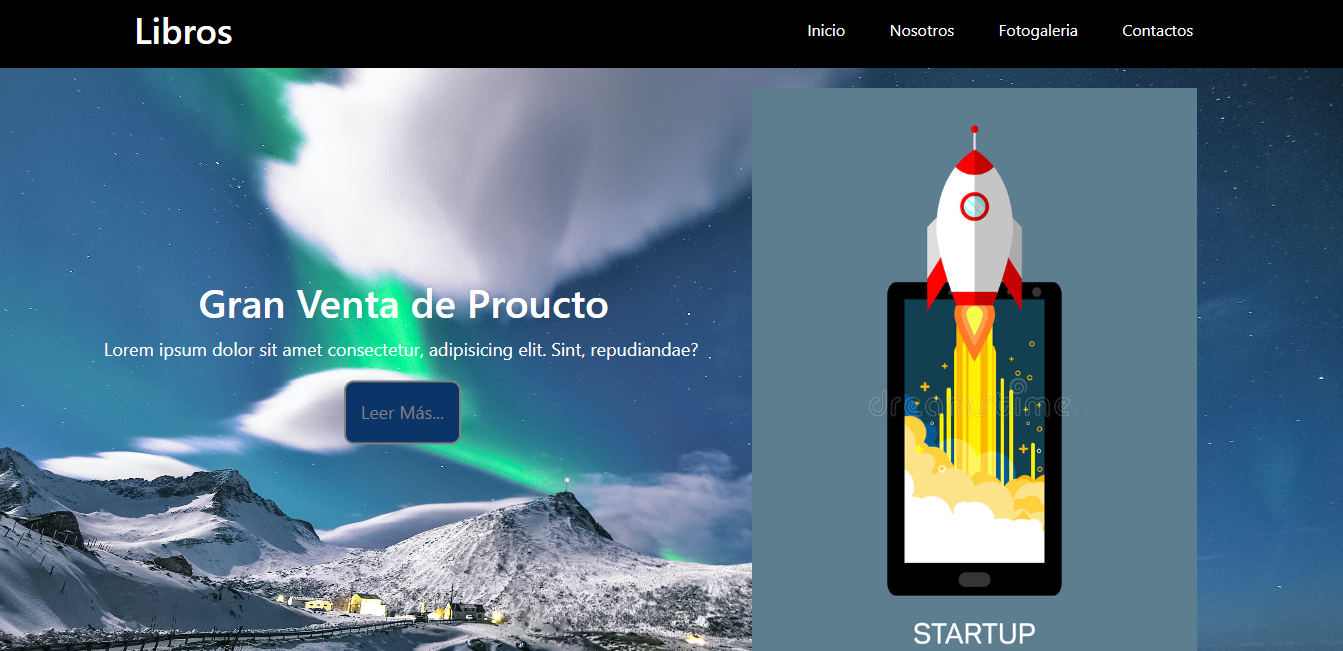 Libros
Inicio Nosotros Fotogaleria Contactos
Gran Venta de Proucto
Lorem ipsum dolor sit amet consectetur, adipisicing elit. Sint, repudiandae?
Leer Más...
dreamstime.
STARTUP